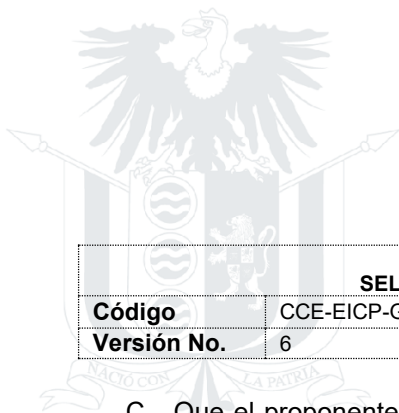 SEL
Código CCE-EICP-G
Versión No. 6
NACIÓ CON LA PATRIA
C. Que el proponente